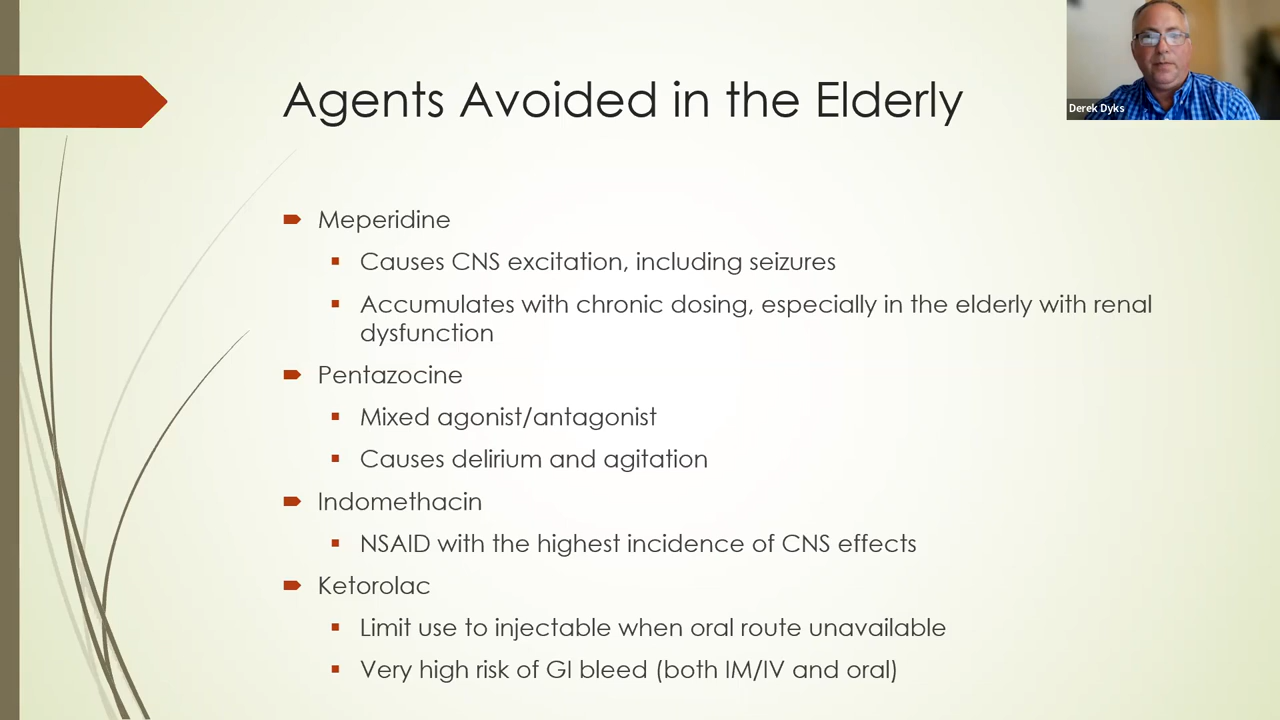 Agents Avoided in the Elderly
Derek Dyks
Meperidine
Causes CNS excitation, including seizures
Accumulates with chronic dosing, especially in the elderly with renal
dysfunction
Pentazocine
Mixed agonist/antagonist
Causes delirium and agitation
Indomethacin
NSAID with the highest incidence of CNS effects
Ketorolac
Limit use to injectable when oral route unavailable
Very high risk of GI bleed (both IM/IV and oral)